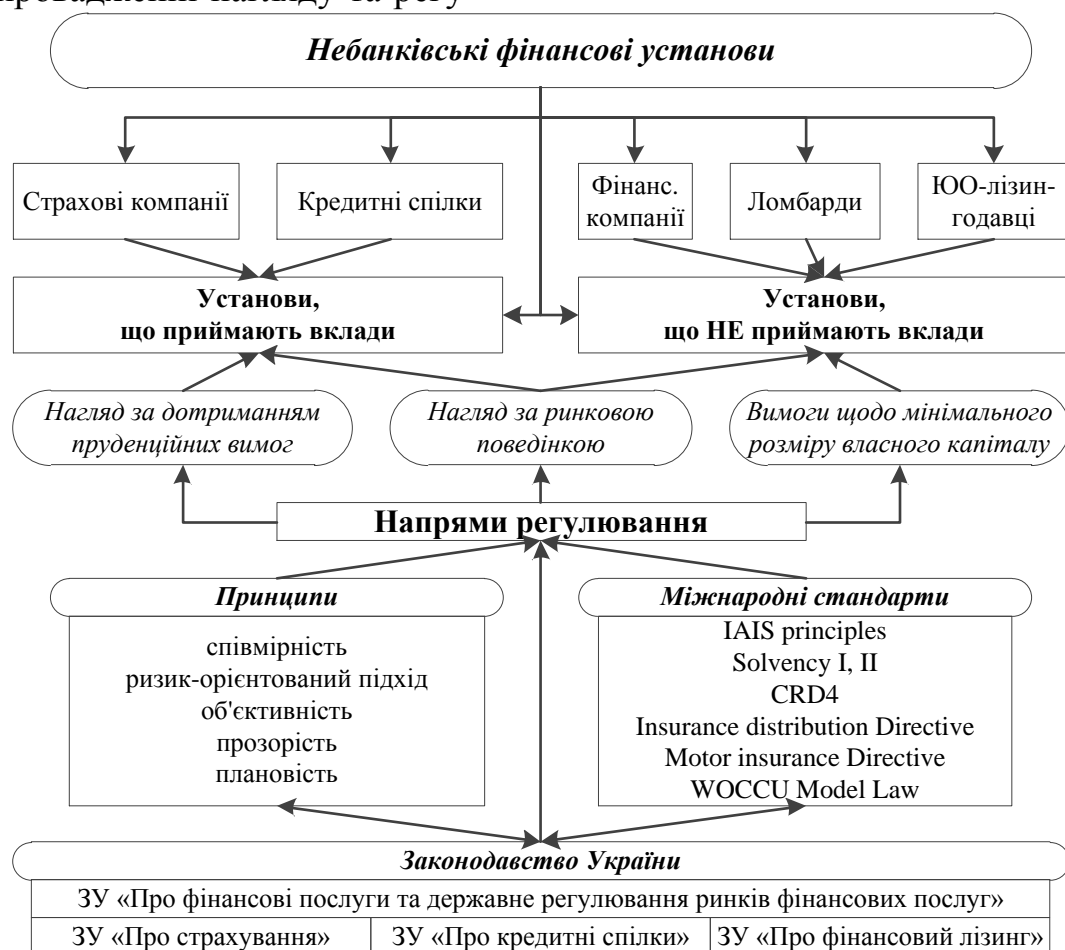 провадженні нагляду та регу-
Небанківські фінансові установи
Страхові компанії
Кредитні спілки
Фінанс.
компанії
Ломбарди
ЮО-лізин-
годавці
Установи,
що приймають вклади
Установи,
що НЕ приймають вклади
Нагляд за дотриманням
пруденційних вимог
Нагляд за ринковою
поведінкою
Вимоги щодо мінімального
розміру власного капіталу
Напрями регулювання
Принципи
співмірність
ризик-орієнтований підхід
об'єктивність
прозорість
плановість
Міжнародні стандарти
IAIS principles
Solvency I, II
CRD4
Insurance distribution Directive
Motor insurance Directive
WOCCU Model Law
Законодавство України
ЗУ «Про фінансові послуги та державне регулювання ринків фінансових послуг»
ЗУ «Про страхування»
ЗУ «Про кредитні спілки»
ЗУ «Про фінансовий лізинг»